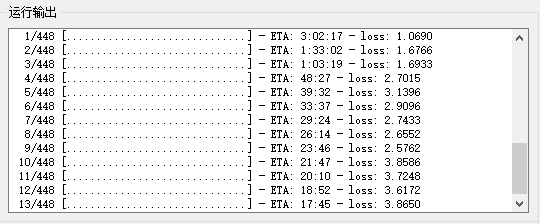 运行输出
1/448 [..............................] - ETA: 3:02:17 - loss: 1.0690
2/448 [..............................] - ETA: 1:33:02 - loss: 1.6766
3/448 [..............................] - ETA: 1:03:19 - loss: 1.6933
4/448 [..............................] - ETA: 48:27 - loss: 2.7015
5/448 [..............................] - ETA: 39:32 - loss: 3.1396
6/448 [..............................] - ETA: 33:37 - loss: 2.9096
7/448 [..............................] - ETA: 29:24 - loss: 2.7433
8/448 [..............................] - ETA: 26:14 - loss: 2.6552
9/448 [..............................] - ETA: 23:46 - loss: 2.5762
10/448 [..............................] - ETA: 21:47 - loss: 3.8586
11/448 [..............................] - ETA: 20:10 - loss: 3.7248
12/448 [..............................] - ETA: 18:52 - loss: 3.6172
13/448 [..............................] - ETA: 17:45 - loss: 3.8650